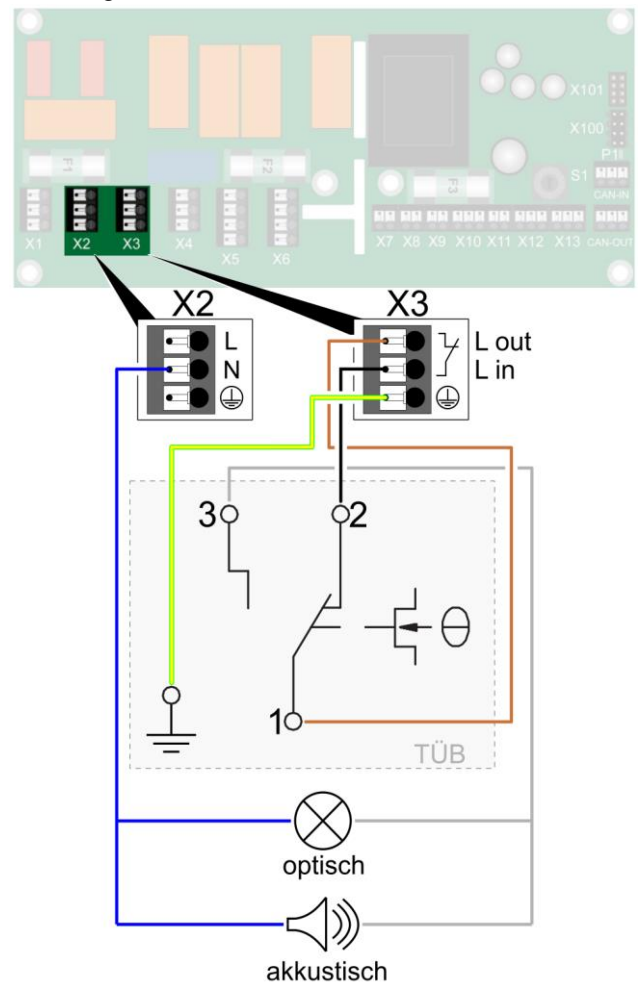 X101
X100
P1I
F1
F2
F3
S1
CAN-IN
X1
X2
X3
X4
X5
X6
X7
X8
X9
X10
X11
X12
X13
CAN-OUT
X2
X3
L
L out
N
L in
3
2
1
TÜB
optisch
akkustisch